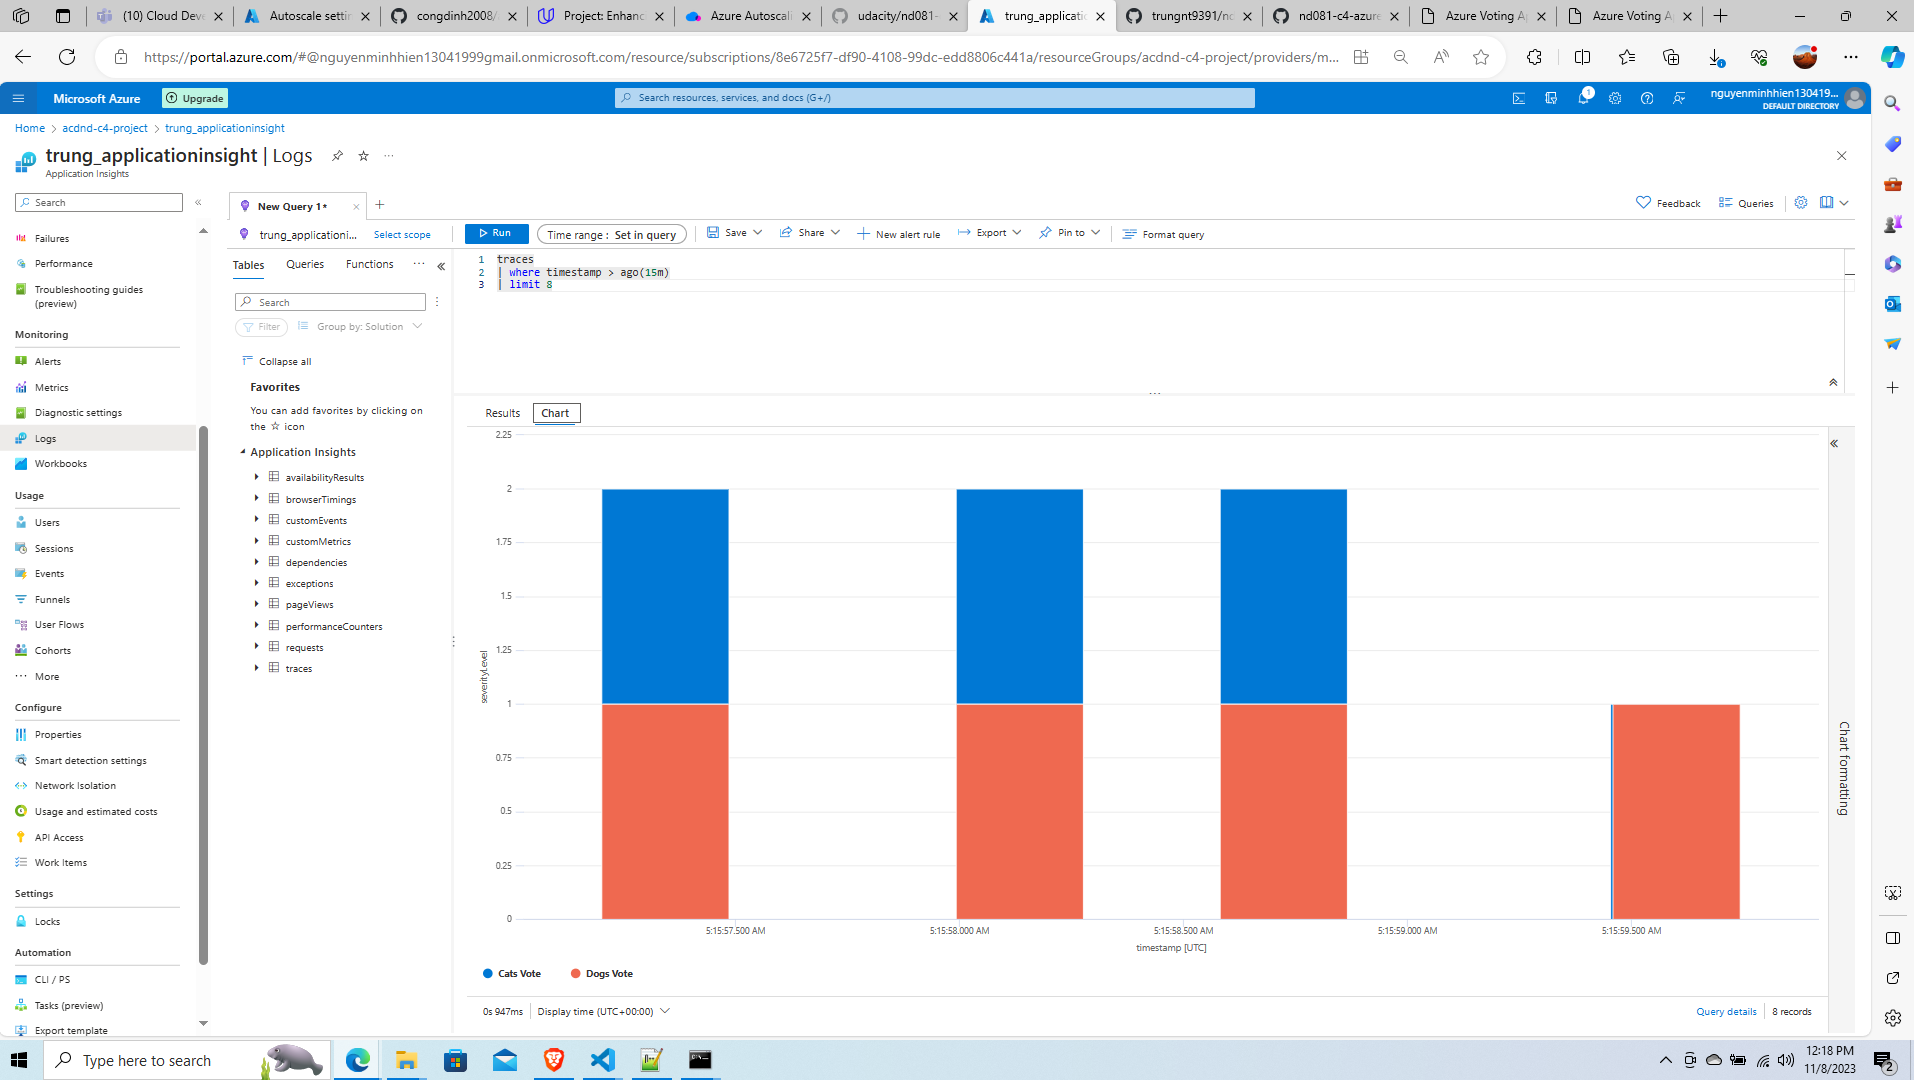 (10) Cloud Deve
Autoscale settin
congdinh2008/a
Project: Enhanc
Azure Autoscali
udacity/nd081-
trung_applicatio
trungnt9391/nd
nd081-c4-azure
Azure Voting Ap
Azure Voting Ap
https://portal.azure.com/#@nguyenminhhien13041999gmail.onmicrosoft.com/resource/subscriptions/8e6725f7-df90-4108-99dc-edd8806c441a/resourceGroups/acdnd-c4-project/providers/m...
Microsoft Azure
Upgrade
Search resources, services, and docs (G+/)
1
nguyenminhhien130419...
DEFAULT DIRECTORY
Home > acdnd-c4-project > trung_applicationinsight
trung_applicationinsight | Logs
Application Insights
Search
Failures
Performance
Troubleshooting guides
(preview)
Monitoring
Alerts
Metrics
Diagnostic settings
Logs
Workbooks
Usage
Users
Sessions
Events
Funnels
User Flows
Cohorts
More
Configure
Properties
Smart detection settings
Network Isolation
Usage and estimated costs
API Access
Work Items
Settings
Locks
Automation
CLI / PS
Tasks (preview)
Export template
New Query 1*
Feedback
Queries
trung_applicationi...
Select scope
Run
Time range : Set in query
Save
Share
New alert rule
Export
Pin to
Format query
Tables
Queries
Functions
Search
Filter
Group by: Solution
Collapse all
Favorites
You can add favorites by clicking on
the ☆ icon
Application Insights
availabilityResults
browserTimings
customEvents
customMetrics
dependencies
exceptions
pageViews
performanceCounters
requests
traces
1 traces
2 | where timestamp > ago(15m)
3 | limit 8
Results
Chart
2.25
2
1.75
1.5
1.25
1
0.75
0.5
0.25
0
severityLevel
5:15:57.500 AM
5:15:58.000 AM
5:15:58.500 AM
5:15:59.000 AM
5:15:59.500 AM
timestamp [UTC]
Cats Vote
Dogs Vote
Chart formatting
0s 947ms
Display time (UTC+00:00)
Query details
8 records
Type here to search
12:18 PM
11/8/2023
2